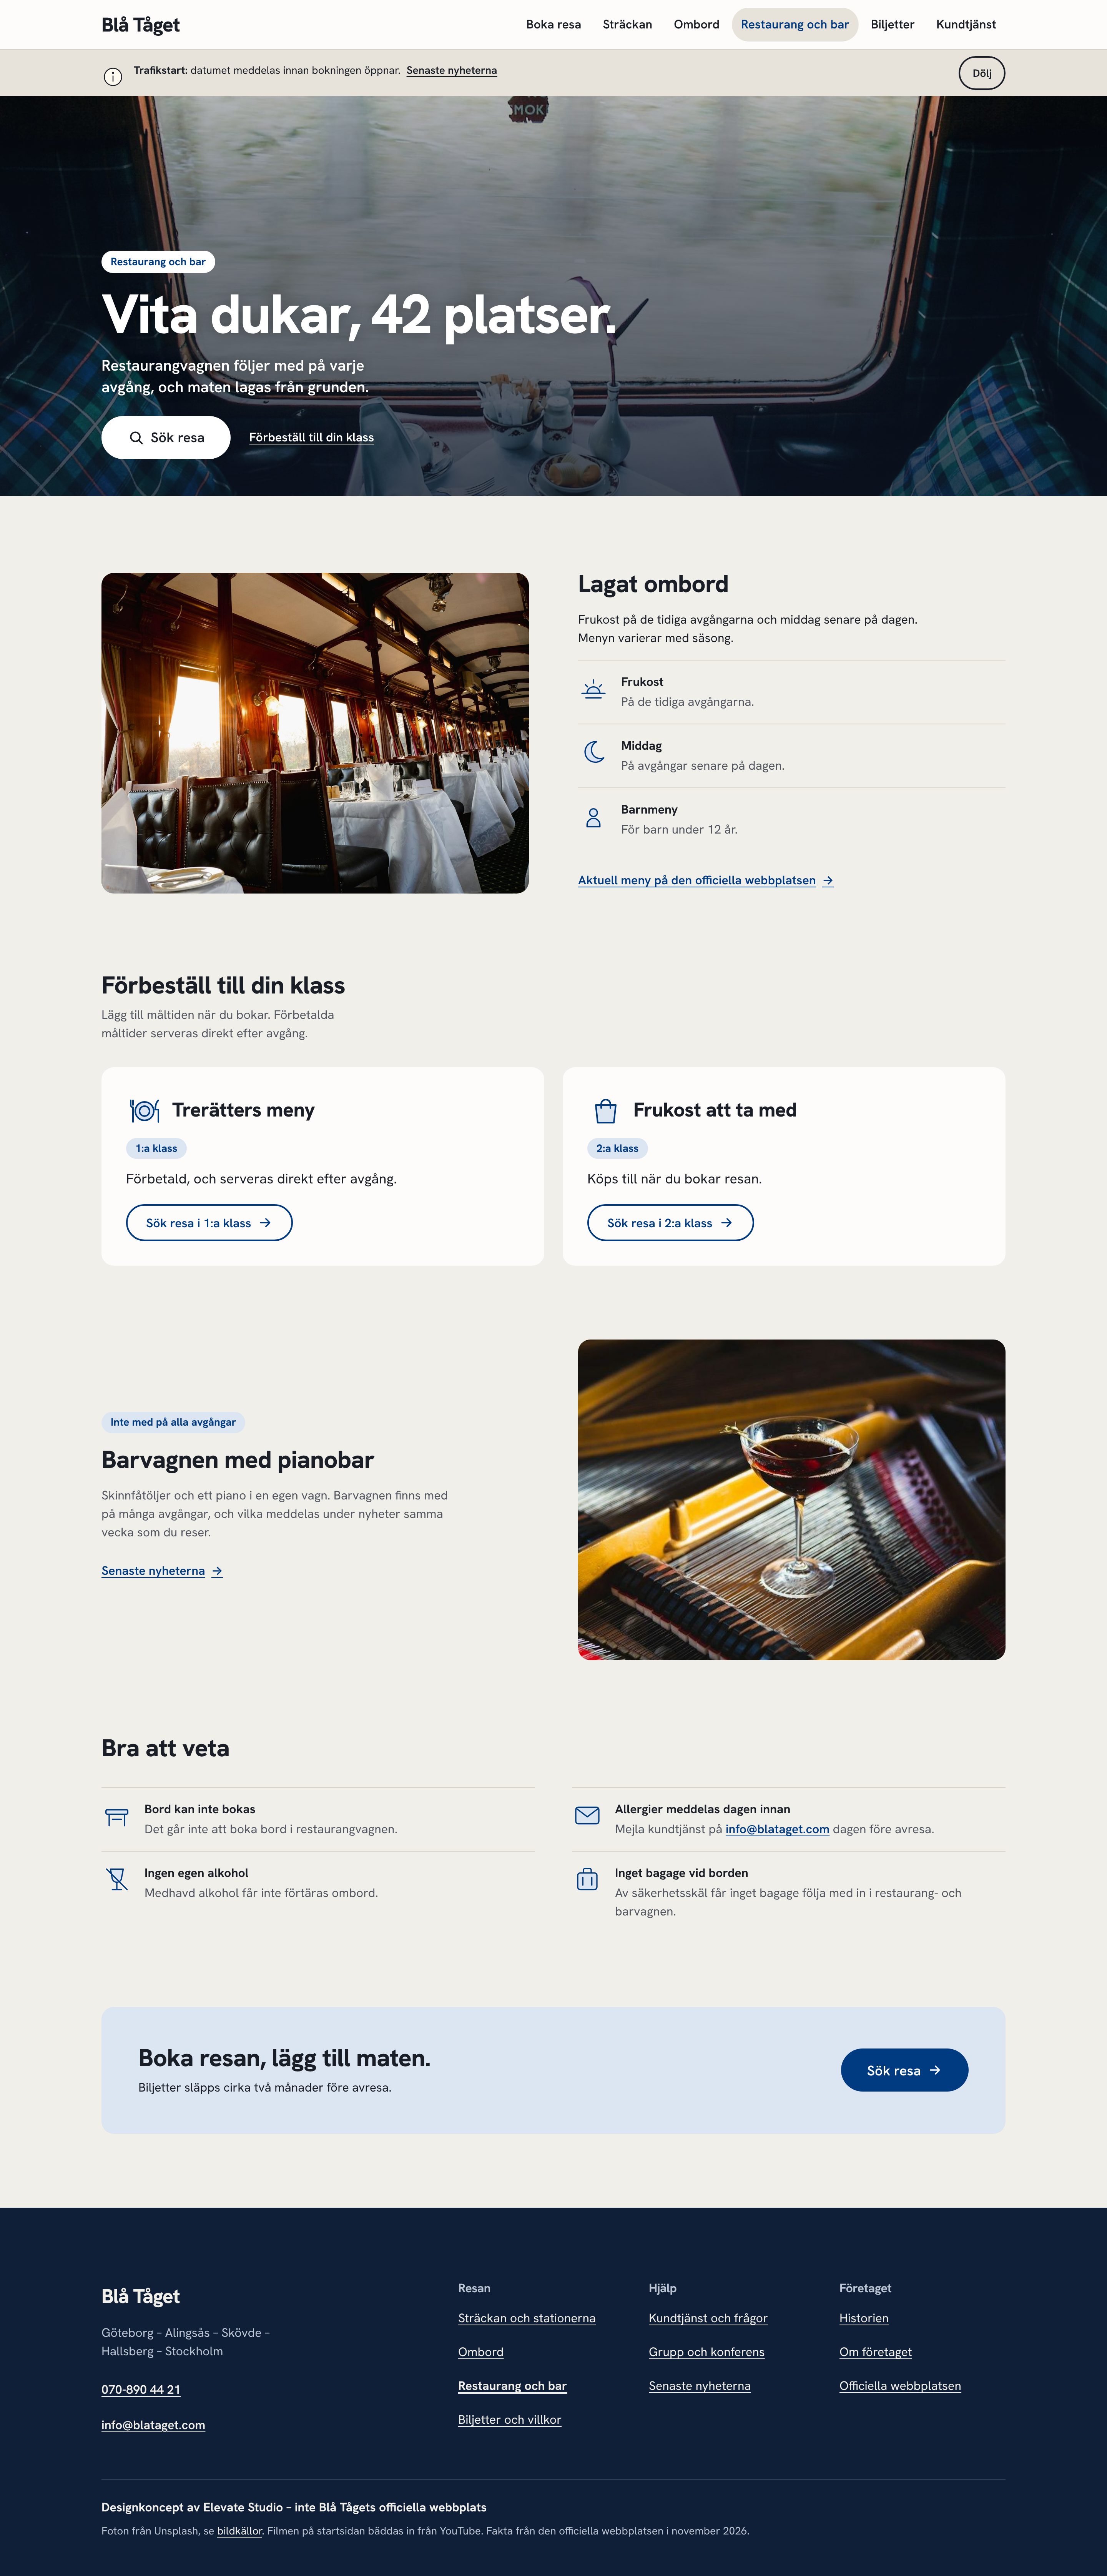 Blå Tåget
Boka resa
Sträckan
Ombord
Restaurang och bar
Biljetter
Kundtjänst
Trafikstart: datumet meddelas innan bokningen öppnar. Senaste nyheterna
Dölj
MOK
Restaurang och bar
Vita dukar, 42 platser.
Restaurangvagnen följer med på varje
avgång, och maten lagas från grunden.
Sök resa
Förbeställ till din klass
Lagat ombord
Frukost på de tidiga avgångarna och middag senare på dagen.
Menyn varierar med säsong.
Frukost
På de tidiga avgångarna.
Middag
På avgångar senare på dagen.
Barnmeny
För barn under 12 år.
Aktuell meny på den officiella webbplatsen →
Förbeställ till din klass
Lägg till måltiden när du bokar. Förbetalda
måltider serveras direkt efter avgång.
Trerätters meny
1:a klass
Förbetald, och serveras direkt efter avgång.
Sök resa i 1:a klass →
Frukost att ta med
2:a klass
Köps till när du bokar resan.
Sök resa i 2:a klass →
Inte med på alla avgångar
Barvagnen med pianobar
Skinnfåtöljer och ett piano i en egen vagn. Barvagnen finns med
på många avgångar, och vilka meddelas under nyheter samma
vecka som du reser.
Senaste nyheterna →
Bra att veta
Bord kan inte bokas
Det går inte att boka bord i restaurangvagnen.
Allergier meddelas dagen innan
Mejla kundtjänst på info@blataget.com dagen före avresa.
Ingen egen alkohol
Medhavd alkohol får inte förtäras ombord.
Inget bagage vid borden
Av säkerhetsskäl får inget bagage följa med in i restaurang- och
barvagnen.
Boka resan, lägg till maten.
Biljetter släpps cirka två månader före avresa.
Sök resa →
Blå Tåget
Göteborg – Alingsås – Skövde –
Hallsberg – Stockholm
070-890 44 21
info@blataget.com
Resan
Sträckan och stationerna
Ombord
Restaurang och bar
Biljetter och villkor
Hjälp
Kundtjänst och frågor
Grupp och konferens
Senaste nyheterna
Företaget
Historien
Om företaget
Officiella webbplatsen
Designkoncept av Elevate Studio – inte Blå Tågets officiella webbplats
Foton från Unsplash, se bildkällor. Filmen på startsidan bäddas in från YouTube. Fakta från den officiella webbplatsen i november 2026.